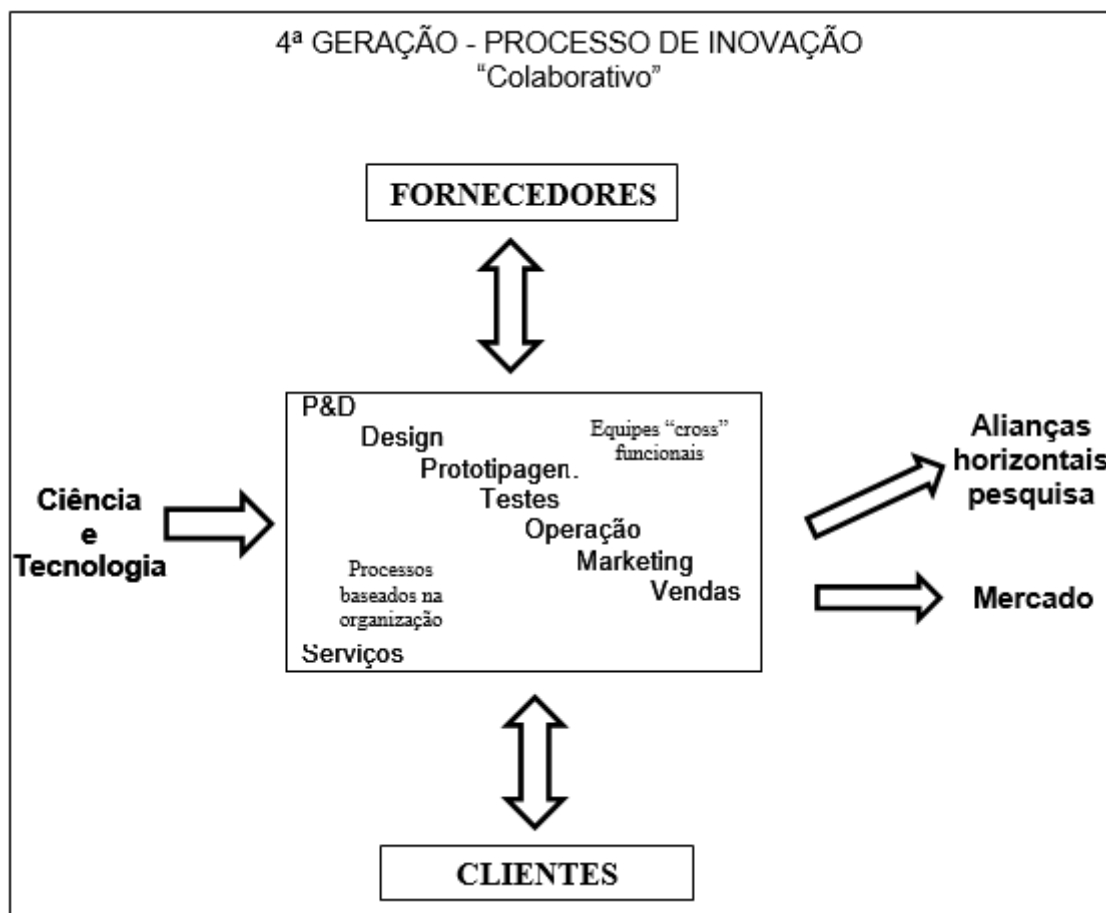 4ª GERAÇÃO - PROCESSO DE INOVAÇÃO
“Colaborativo”
FORNECEDORES
P&D
Design
Equipes “cross”
funcionais
Prototipagen.
Testes
Operação
Marketing
Vendas
Processos
baseados na
organização
Serviços
Ciência
e
Tecnologia
Alianças
horizontais
pesquisa
Mercado
CLIENTES